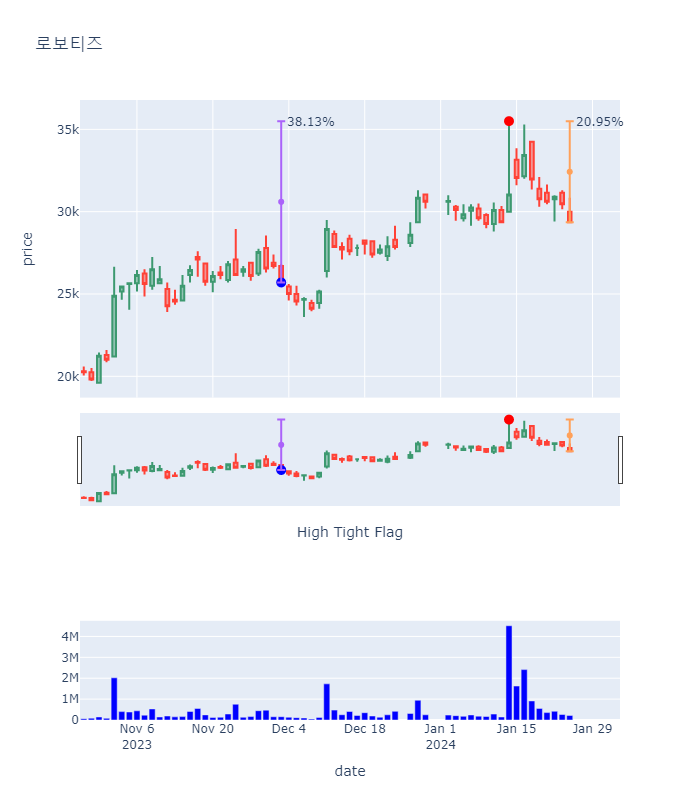 로보티즈
38.13%
20.95%
35k
30k
25k
20k
price
High Tight Flag
4M
3M
2M
1M
0
Nov 6
2023
Nov 20
Dec 4
Dec 18
Jan 1
2024
Jan 15
Jan 29
date